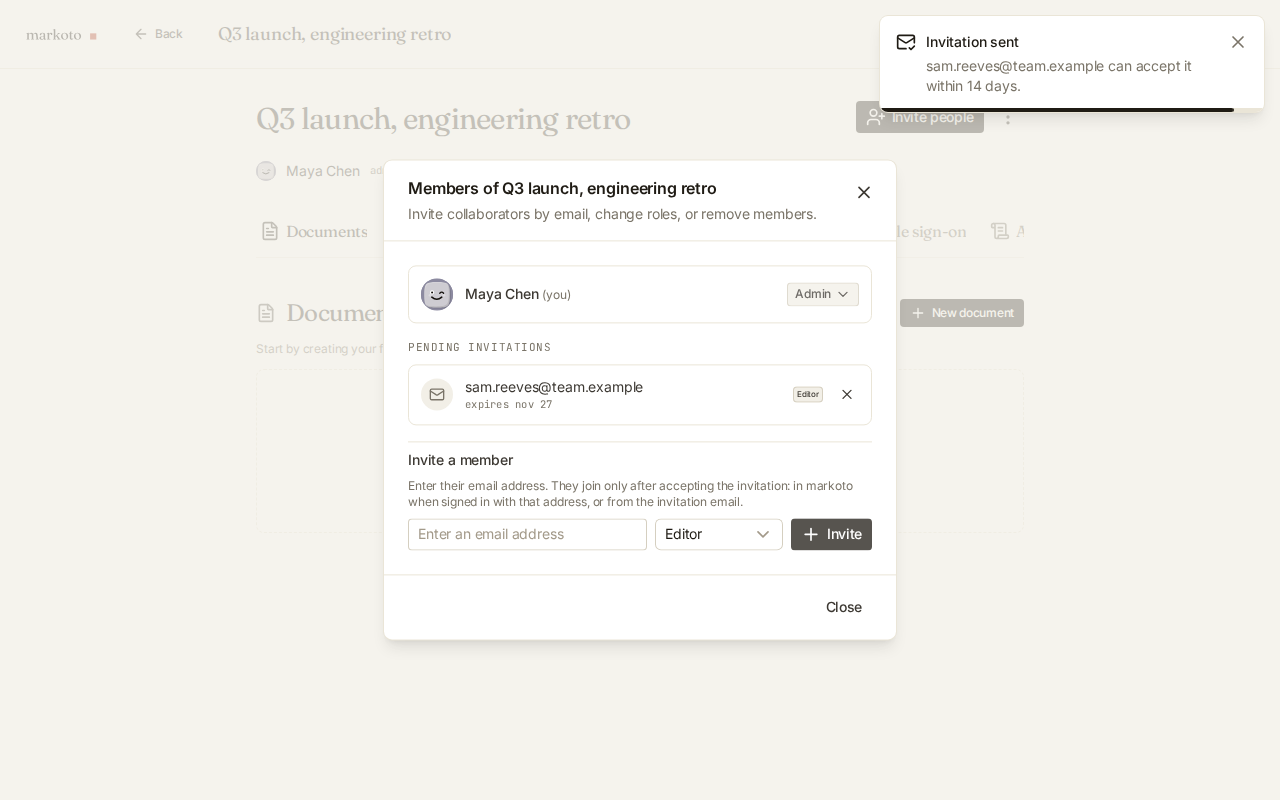 markoto
Back
Q3 launch, engineering retro
Invitation sent
sam.reeves@team.example can accept it
within 14 days.
Q3 launch, engineering retro
Invite people
Maya Chen
Documents
le sign-on
Members of Q3 launch, engineering retro
Invite collaborators by email, change roles, or remove members.
Maya Chen (you)
Admin
PENDING INVITATIONS
sam.reeves@team.example
expires nov 27
Editor
Invite a member
Enter their email address. They join only after accepting the invitation: in markoto
when signed in with that address, or from the invitation email.
Enter an email address
Editor
Invite
Close
New document
Start by creating your